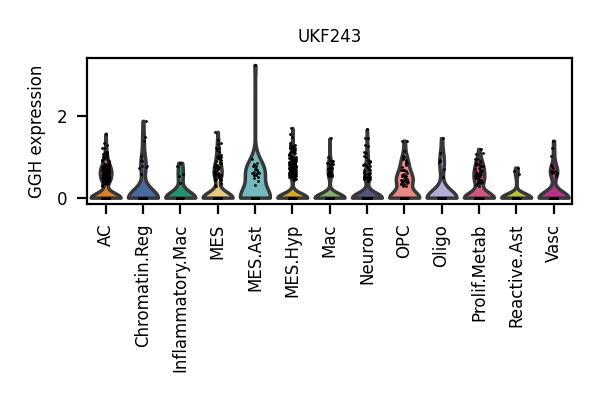 UKF243
GGH expression
2
0
AC
Chromatin.Reg
Inflammatory.Mac
MES
MES.Ast
MES.Hyp
Mac
Neuron
OPC
Oligo
Prolif.Metab
Reactive.Ast
Vasc